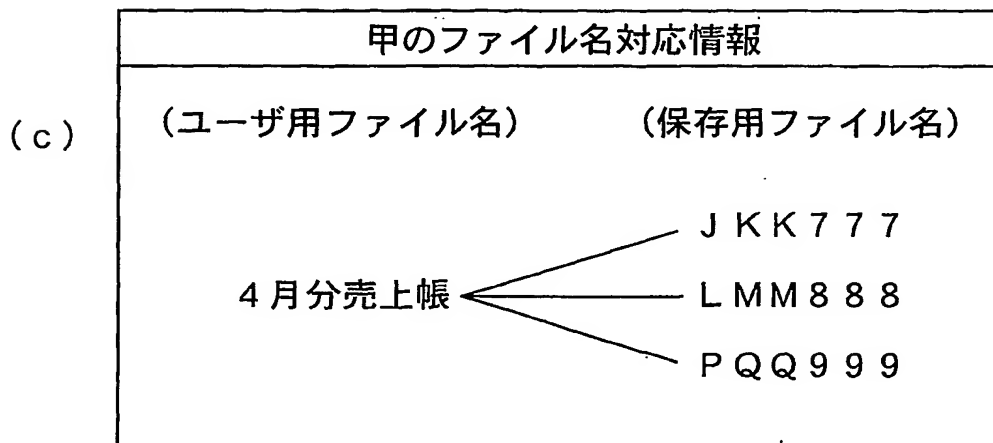 甲のファイル名対応情報
(c)
(ユーザ用ファイル名) (保存用ファイル名)
JKK777
4月分売上帳 LMM888
PQQ999